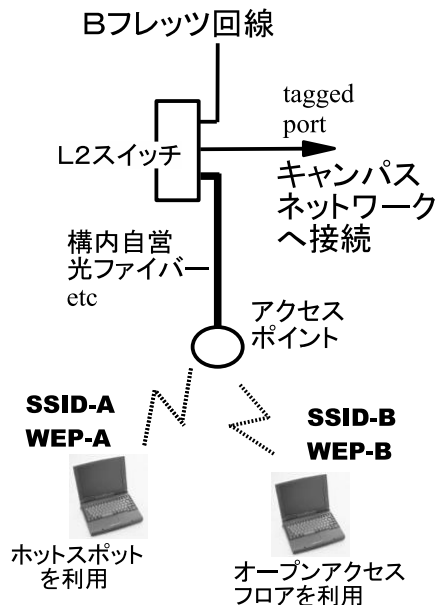 Bフレッツ回線
tagged
port
L2スイッチ
キャンパス
ネットワーク
へ接続
構内自営
光ファイバー
etc
アクセス
ポイント
SSID-A
WEP-A
SSID-B
WEP-B
ホットスポット
を利用
オープンアクセス
フロアを利用